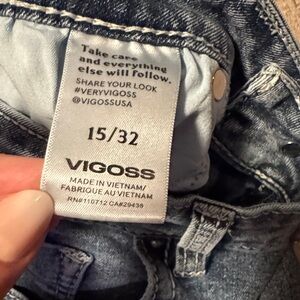 Take care
and everything
else will follow.
SHARE YOUR LOOK
#VERYVIGOSS
@VIGOSSUSA
15/32
VIGOSS
MADE IN VIETNAM/
FABRIQUÉ AU VIETNAM
RN#110712 CA#29438